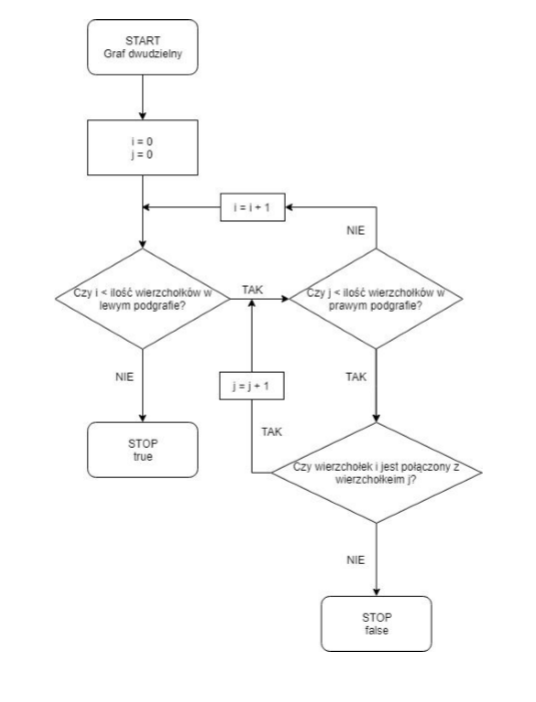 START
Graf dwudzielny
i = 0
j = 0
i = i + 1
NIE
Czy i < ilość wierzchołków w
lewym podgrafie?
TAK
Czy j < ilość wierzchołków w
prawym podgrafie?
NIE
j = j + 1
TAK
STOP
true
TAK
Czy wierzchołek i jest połączony z
wierzchołkeim j?
NIE
STOP
false